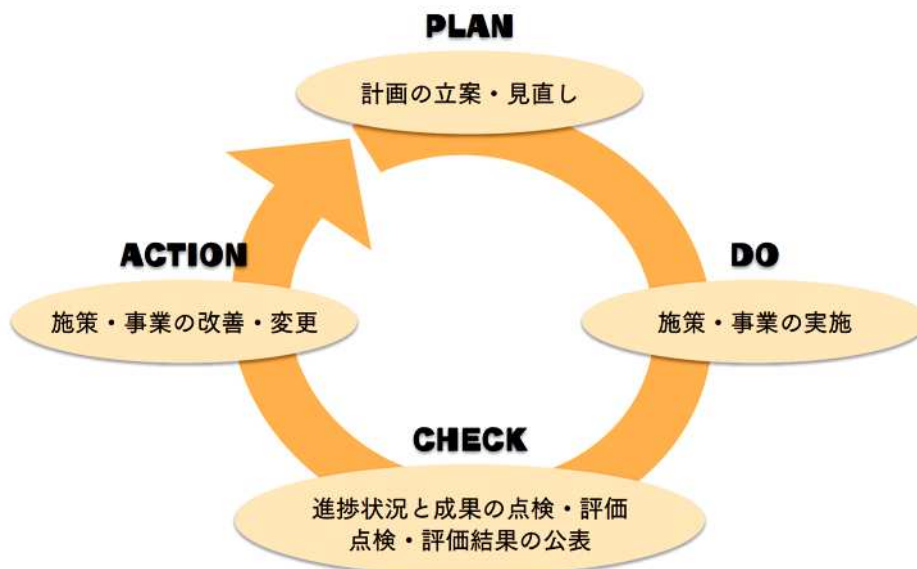 PLAN
計画の立案・見直し
DO
施策・事業の実施
CHECK
進捗状況と成果の点検・評価
点検・評価結果の公表
ACTION
施策・事業の改善・変更